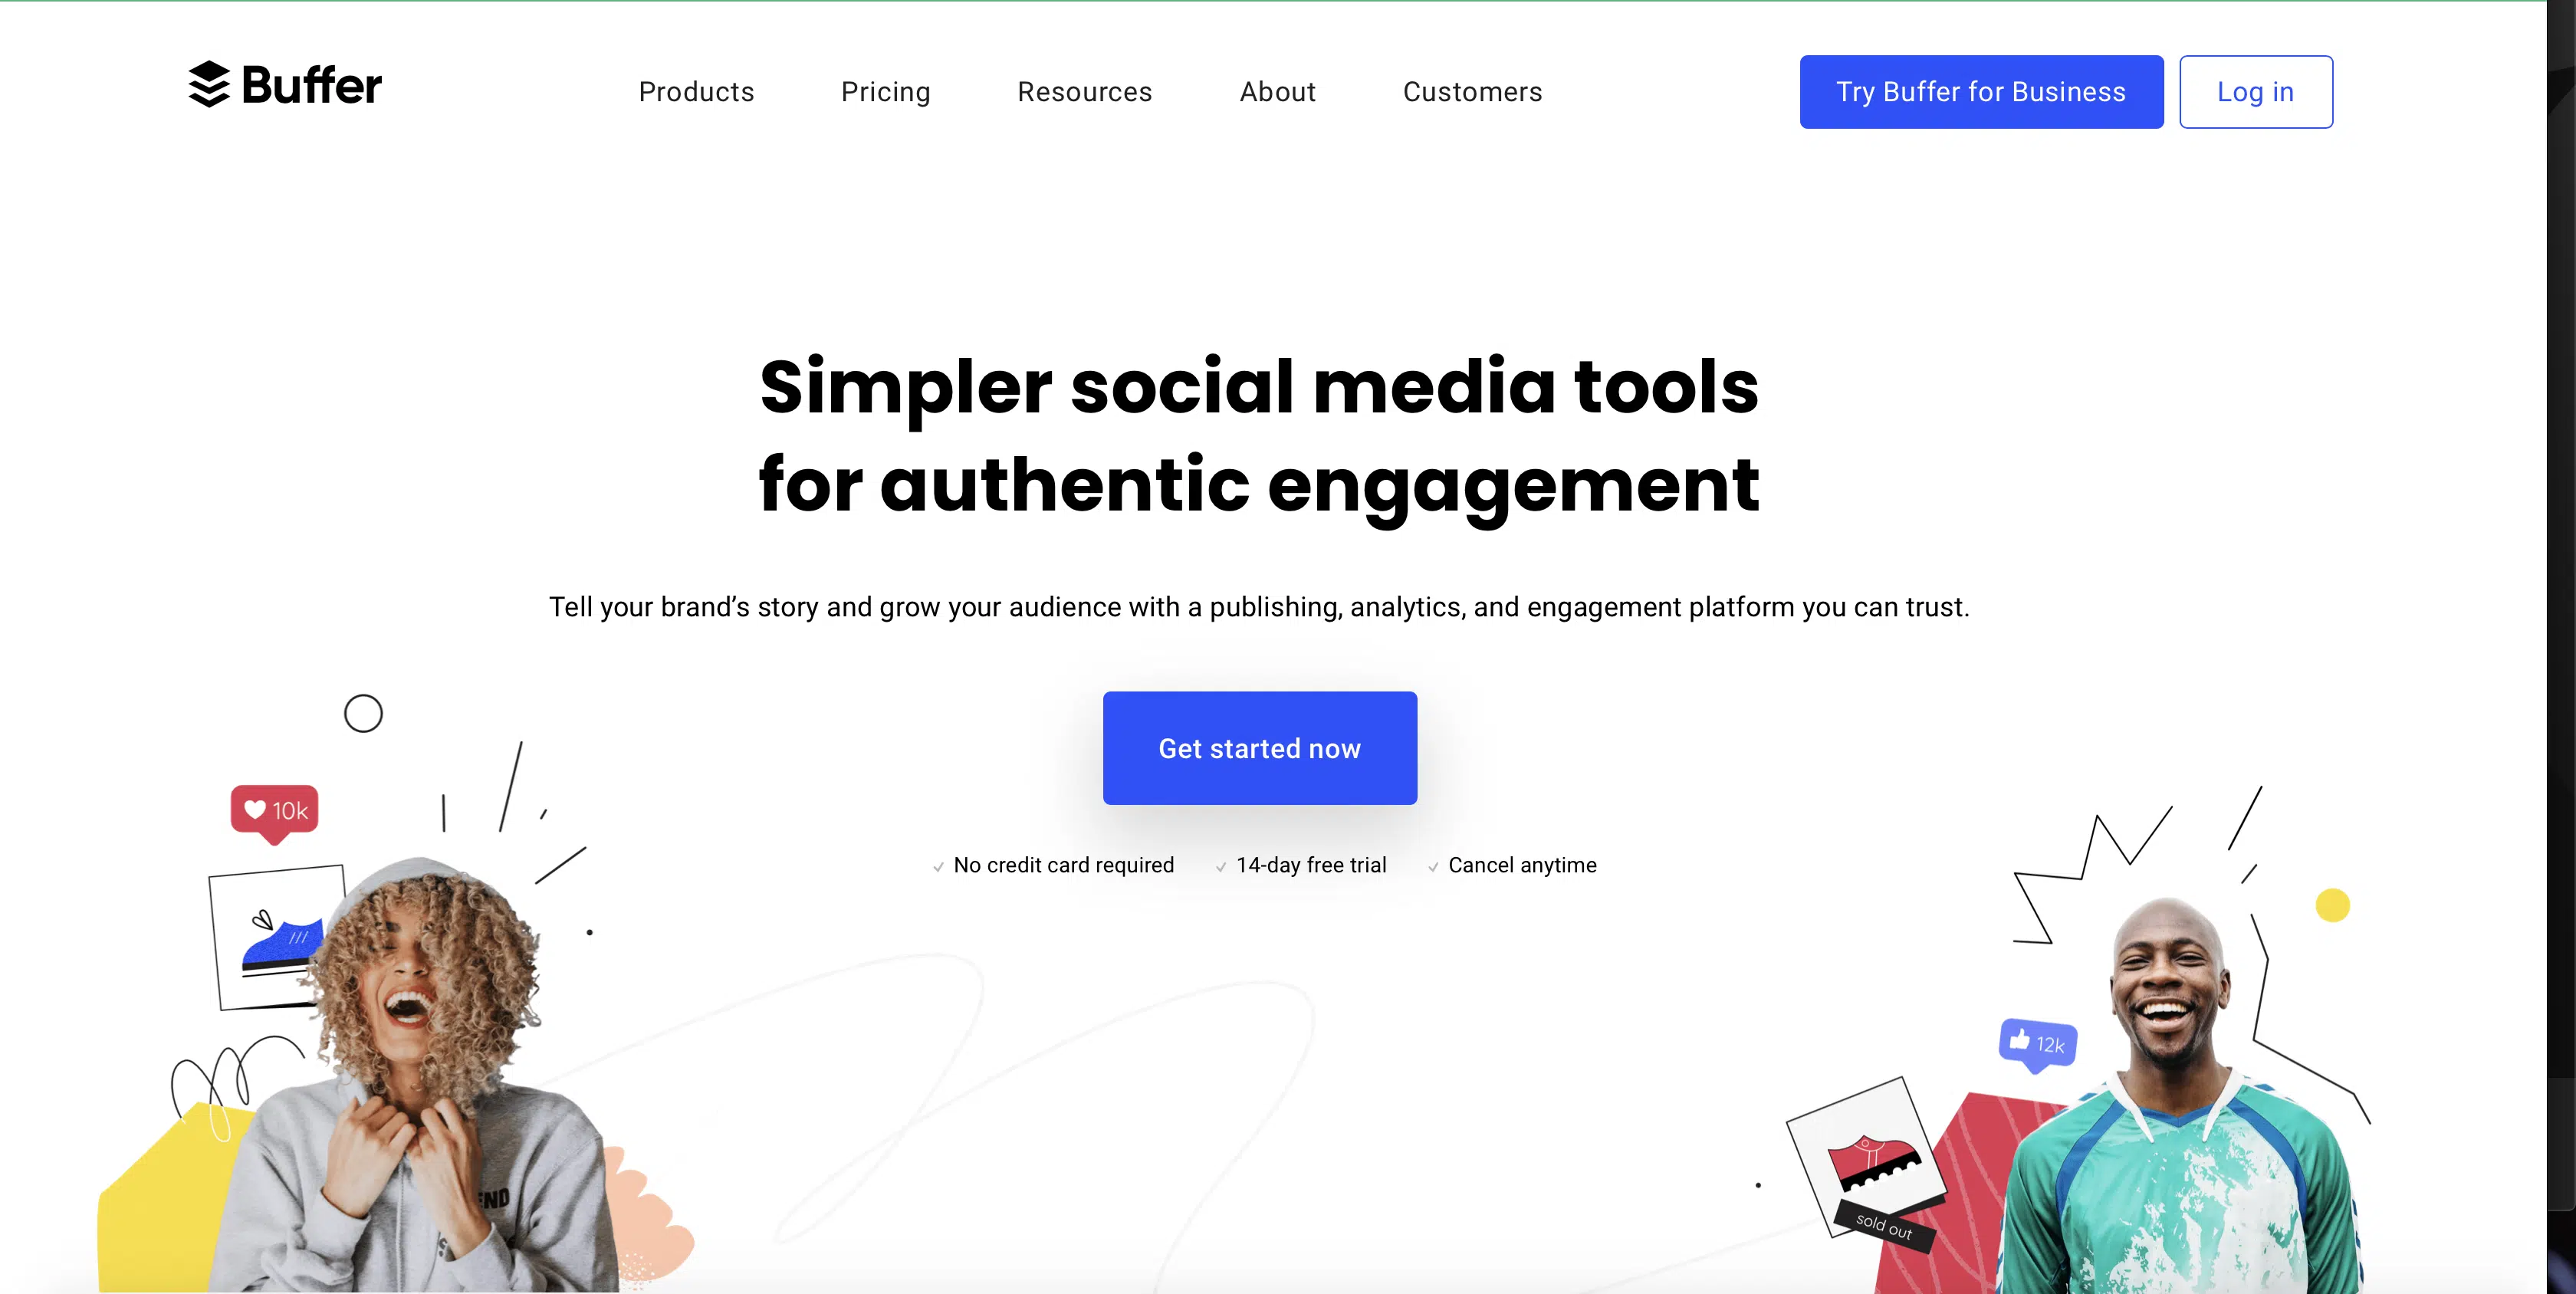 Buffer
Products
Pricing
Resources
About
Customers
Try Buffer for Business
Log in
Simpler social media tools
for authentic engagement
Tell your brand’s story and grow your audience with a publishing, analytics, and engagement platform you can trust.
Get started now
No credit card required
14-day free trial
Cancel anytime
10k
12k
sold out